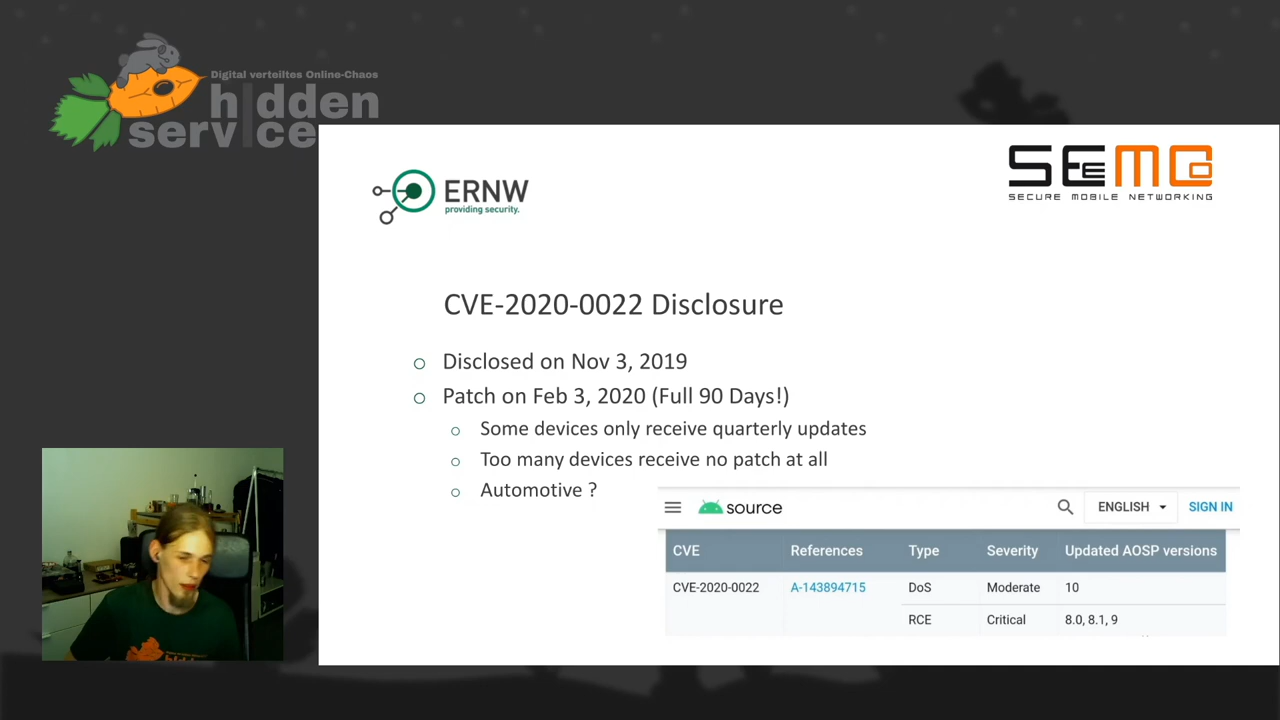 Digital verteiltes Online-Chaos
hidden
service
ERNW
providing security.
SEEMOO
SECURE MOBILE NETWORKING
CVE-2020-0022 Disclosure
Disclosed on Nov 3, 2019
Patch on Feb 3, 2020 (Full 90 Days!)
Some devices only receive quarterly updates
Too many devices receive no patch at all
Automotive ?
source
ENGLISH
SIGN IN
CVE References Type Severity Updated AOSP versions
CVE-2020-0022 A-143894715 DoS Moderate 10
RCE Critical 8.0, 8.1, 9